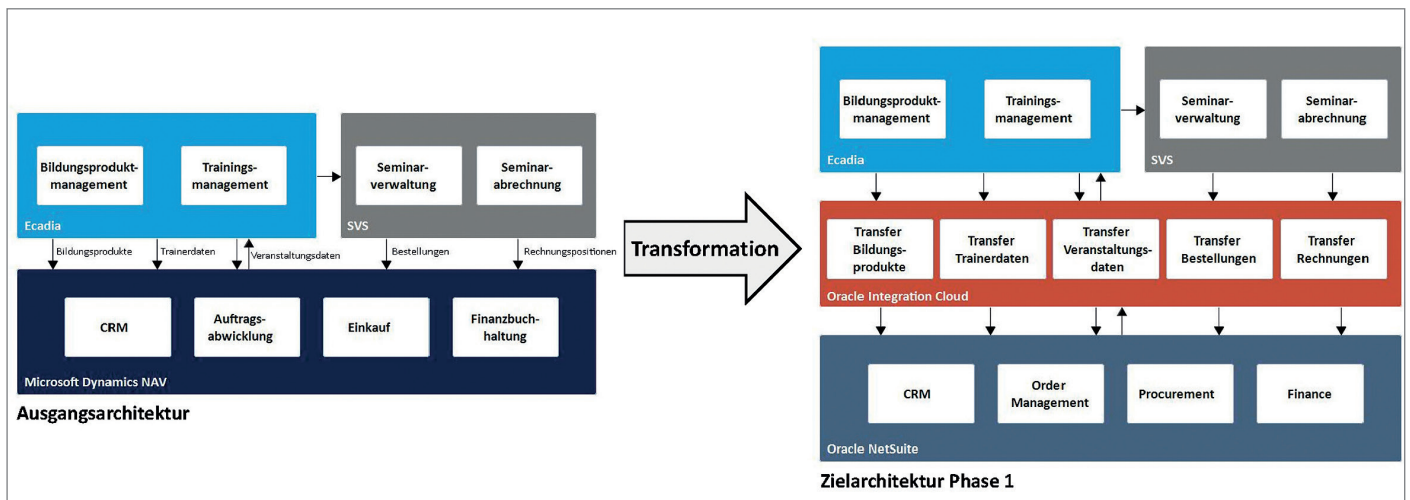 Bildungsprodukt-
management
Trainings-
management
Ecadia
Seminar-
verwaltung
Seminar-
abrechnung
SVS
Bildungsprodukte
Trainerdaten
Veranstaltungsdaten
Bestellungen
Rechnungspositionen
CRM
Auftrags-
abwicklung
Einkauf
Finanzbuch-
haltung
Microsoft Dynamics NAV
Ausgangsarchitektur
Transformation
Bildungsprodukt-
management
Trainings-
management
Ecadia
Seminar-
verwaltung
Seminar-
abrechnung
SVS
Transfer
Bildungs-
produkte
Transfer
Trainerdaten
Transfer
Veranstaltungs-
daten
Transfer
Bestellungen
Transfer
Rechnungen
Oracle Integration Cloud
CRM
Order
Management
Procurement
Finance
Oracle NetSuite
Zielarchitektur Phase 1